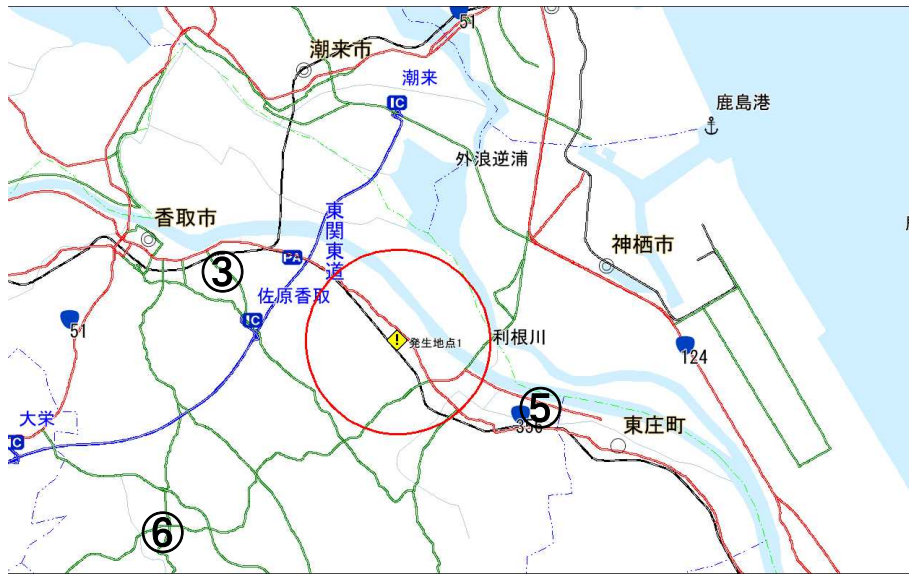 51
潮来市
潮来
IC
鹿島港
外浪逆浦
香取市
東関東道
神栖市
PA
③
佐原香取
IC
発生地点1
利根川
51
124
大栄
IC
⑤
356
東庄町
⑥